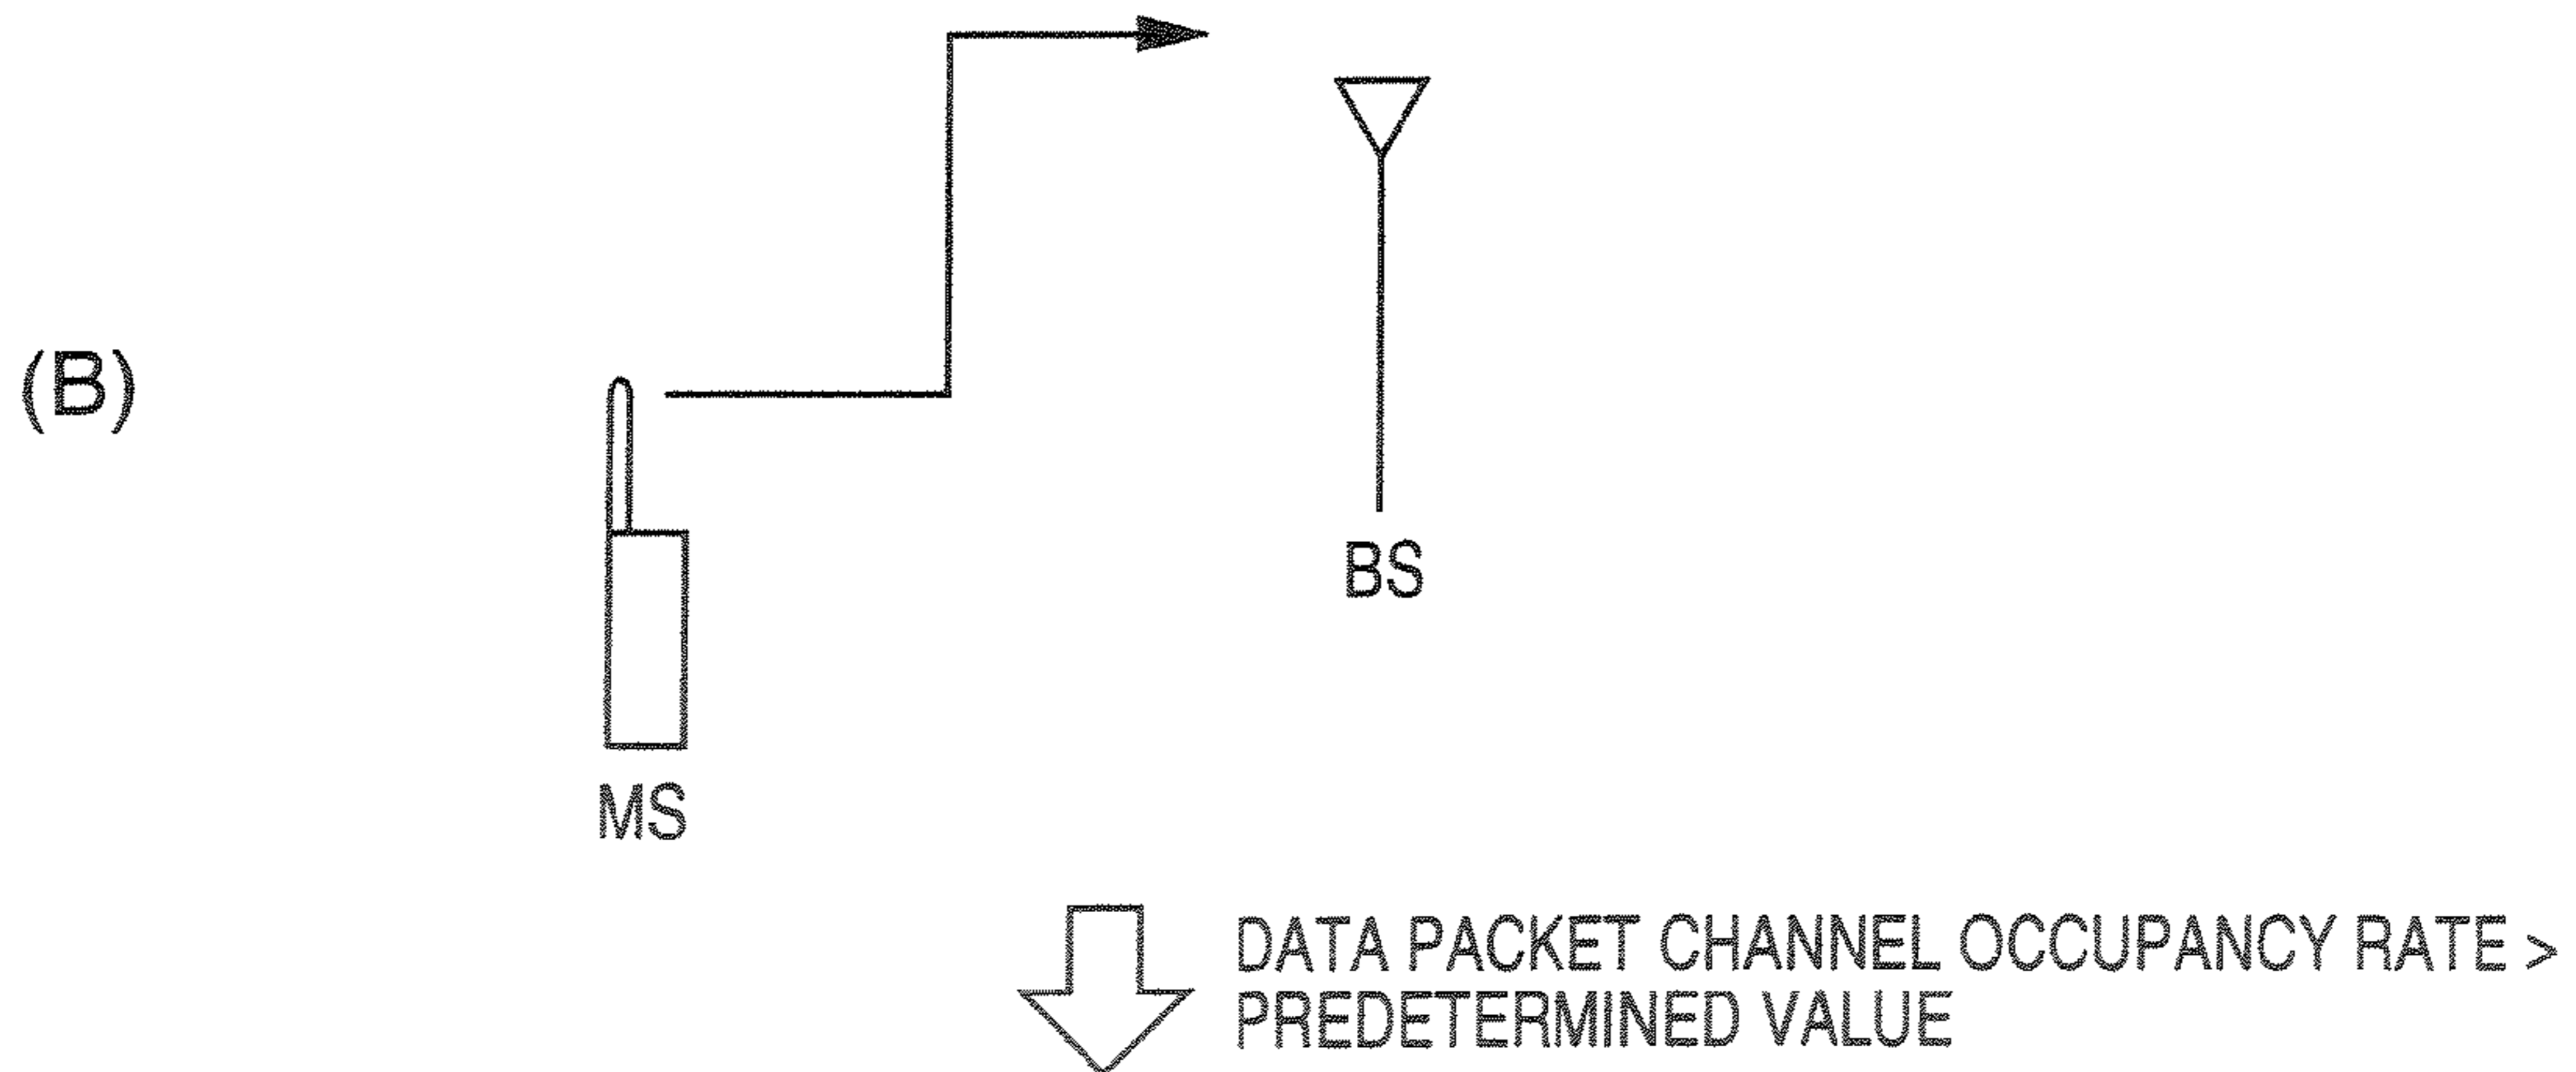 (B)
BS
MS
DATA PACKET CHANNEL OCCUPANCY RATE >
PREDETERMINED VALUE